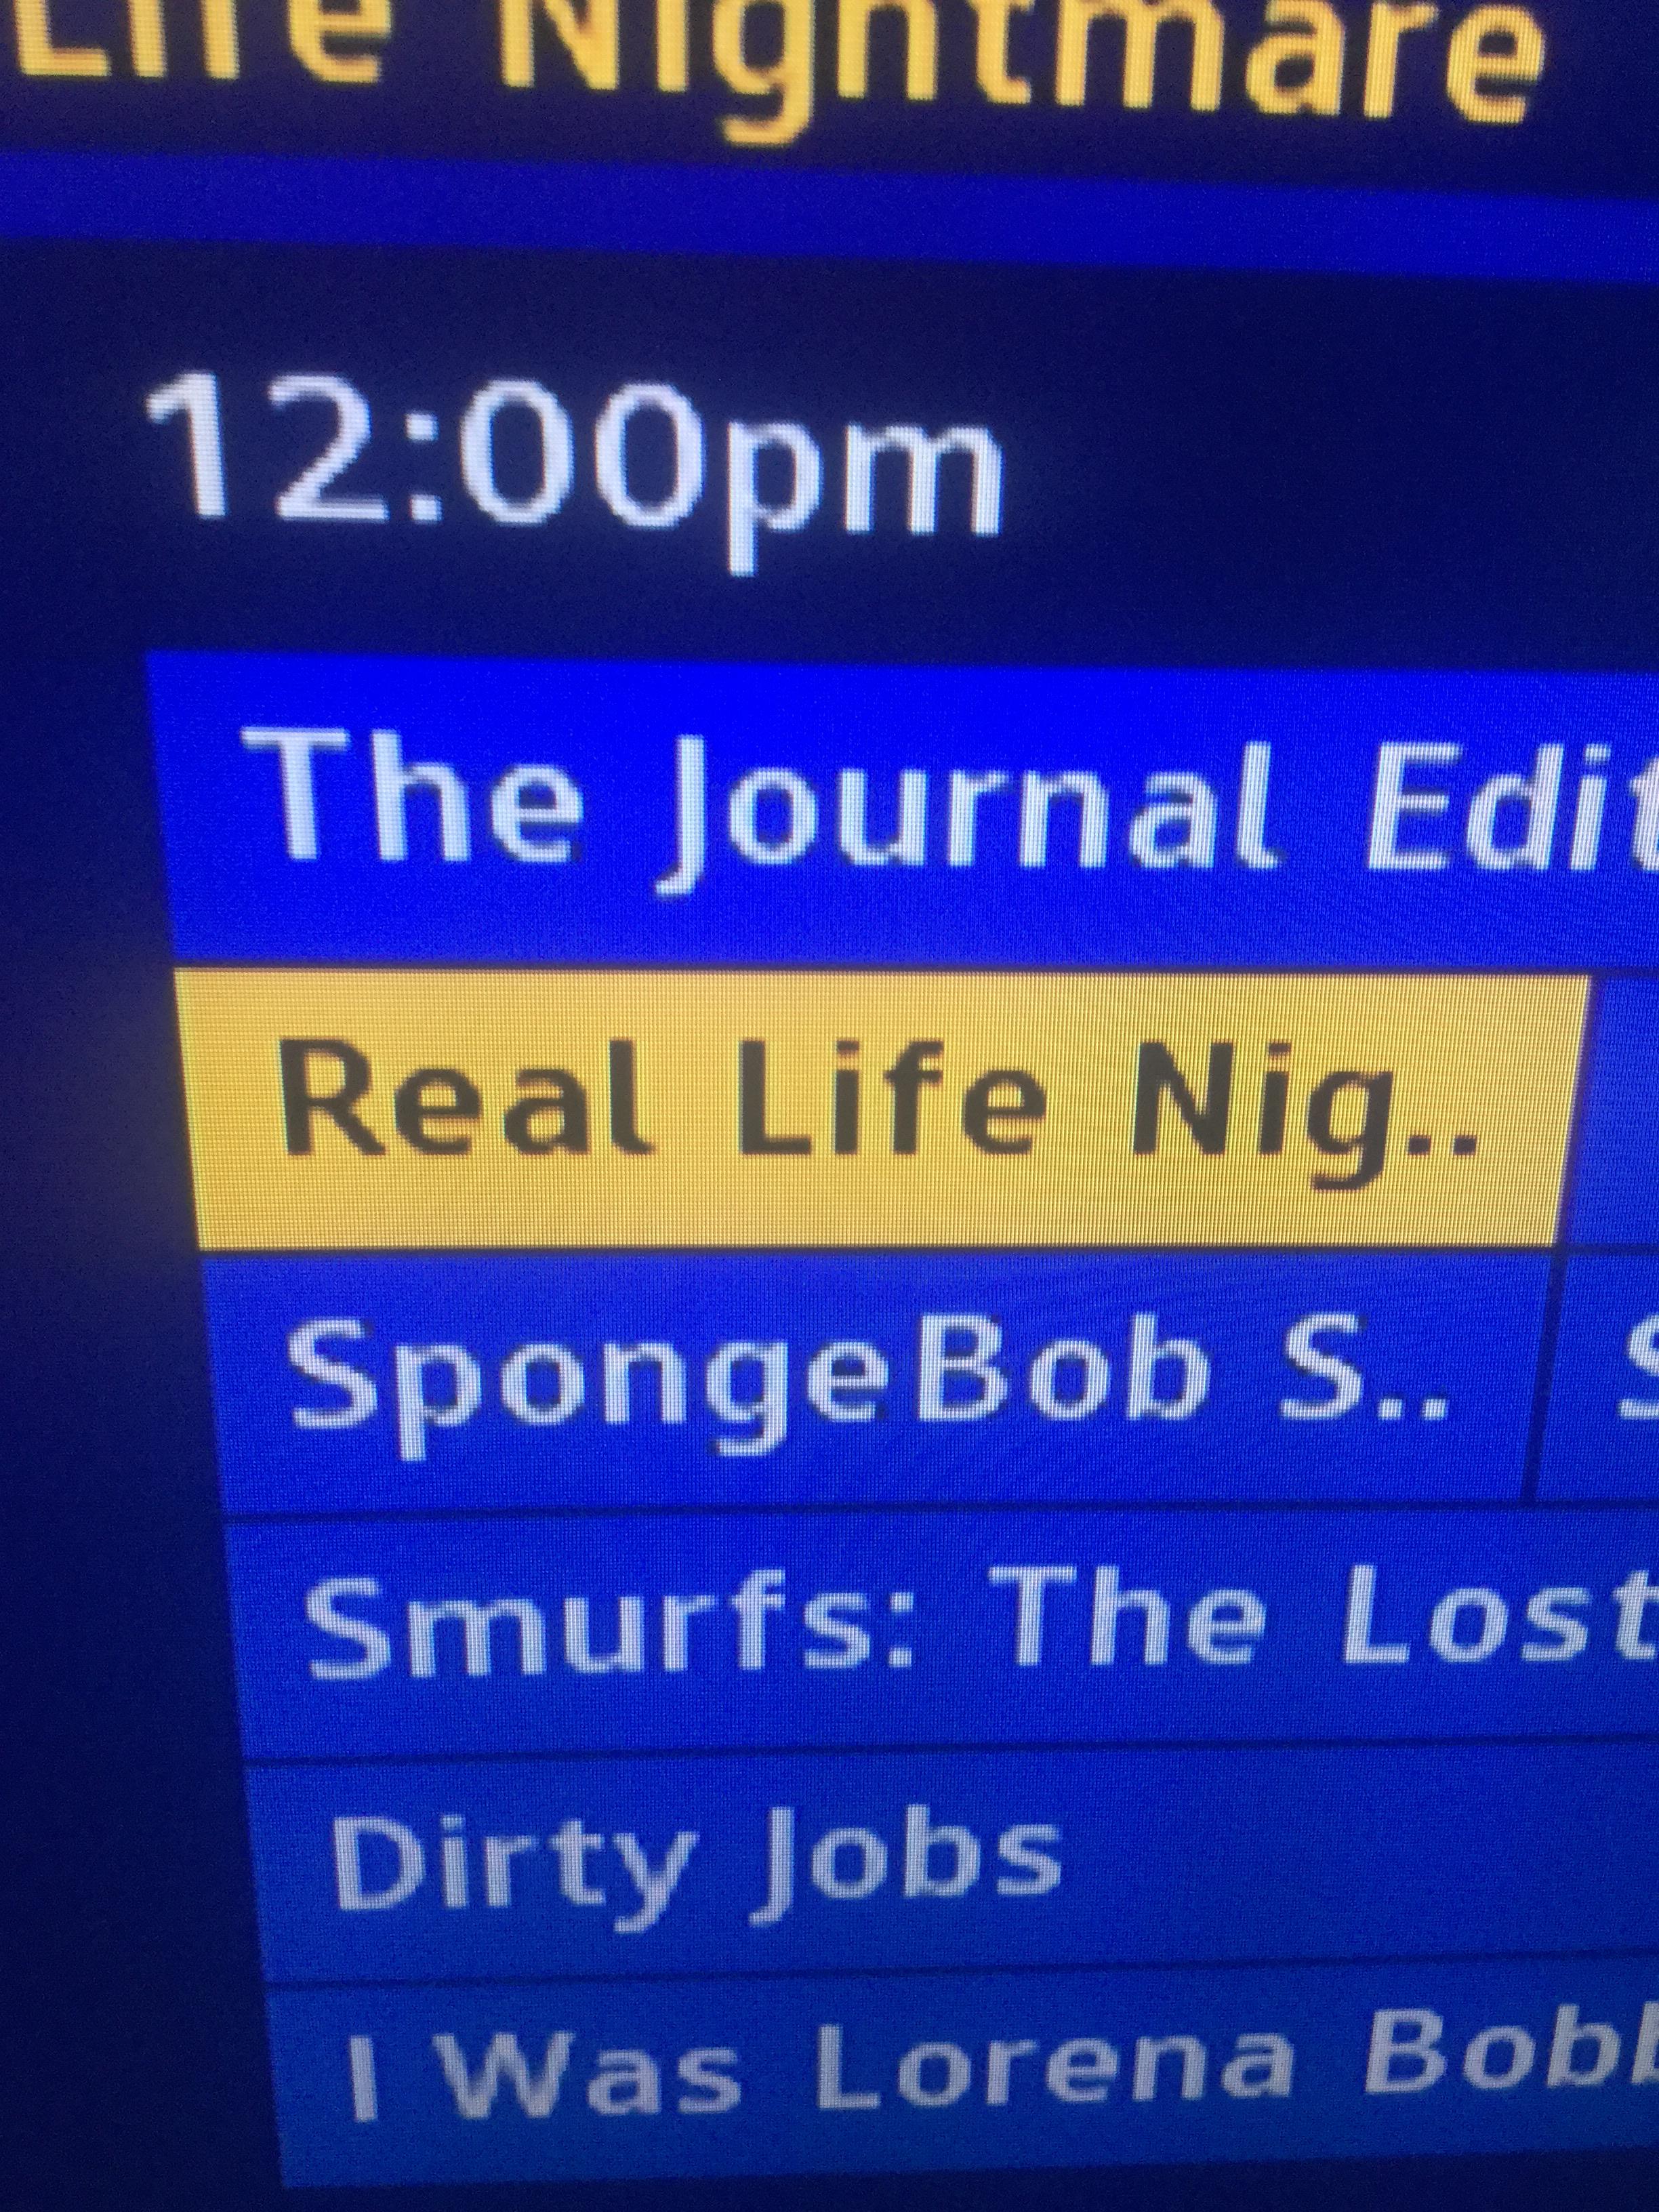 Life Nightmare
12:00pm
The Journal Edit
Real Life Nig..
SpongeBob S.. S
Smurfs: The Lost
Dirty Jobs
I Was Lorena Bobb